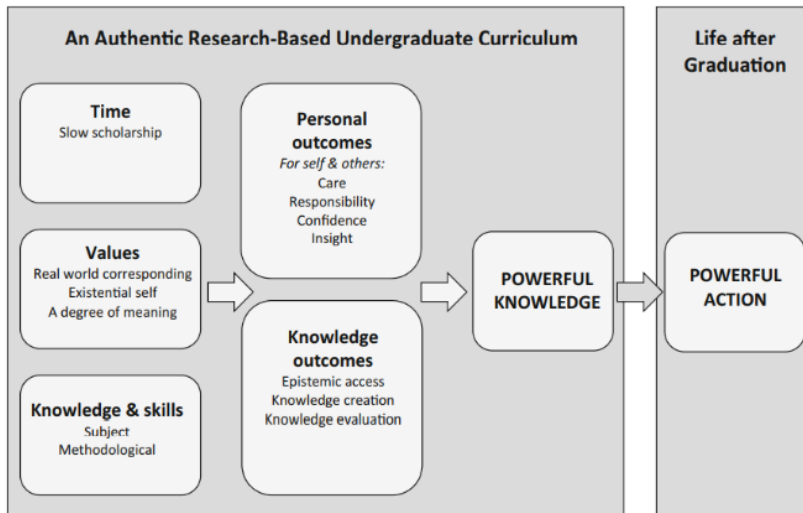 An Authentic Research-Based Undergraduate Curriculum
Time
Slow scholarship
Values
Real world corresponding
Existential self
A degree of meaning
Knowledge & skills
Subject
Methodological
Personal
outcomes
For self & others:
Care
Responsibility
Confidence
Insight
Knowledge
outcomes
Epistemic access
Knowledge creation
Knowledge evaluation
POWERFUL
KNOWLEDGE
Life after
Graduation
POWERFUL
ACTION